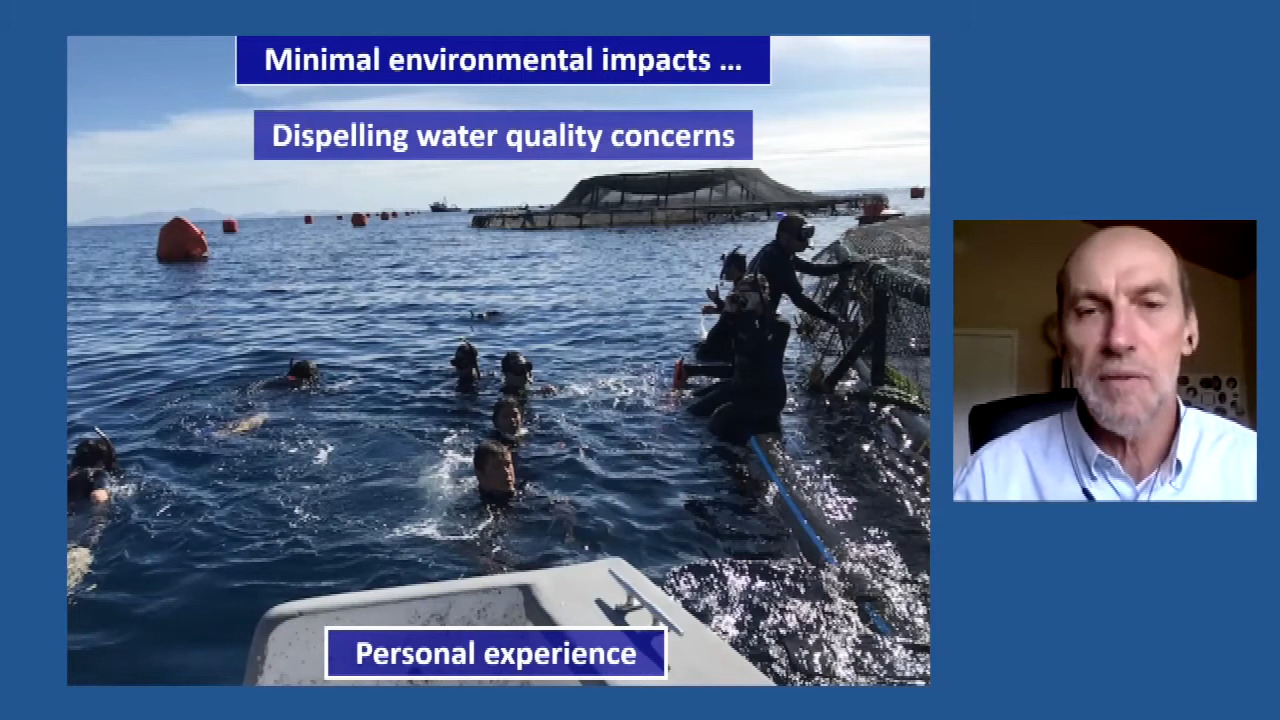 Minimal environmental impacts ...
Dispelling water quality concerns
Personal experience